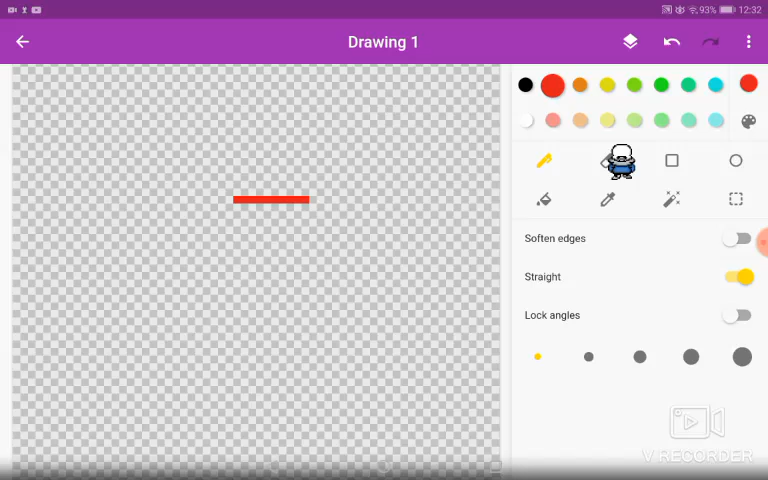 93% 12:32
Drawing 1
Soften edges
Straight
Lock angles
V RECORDER